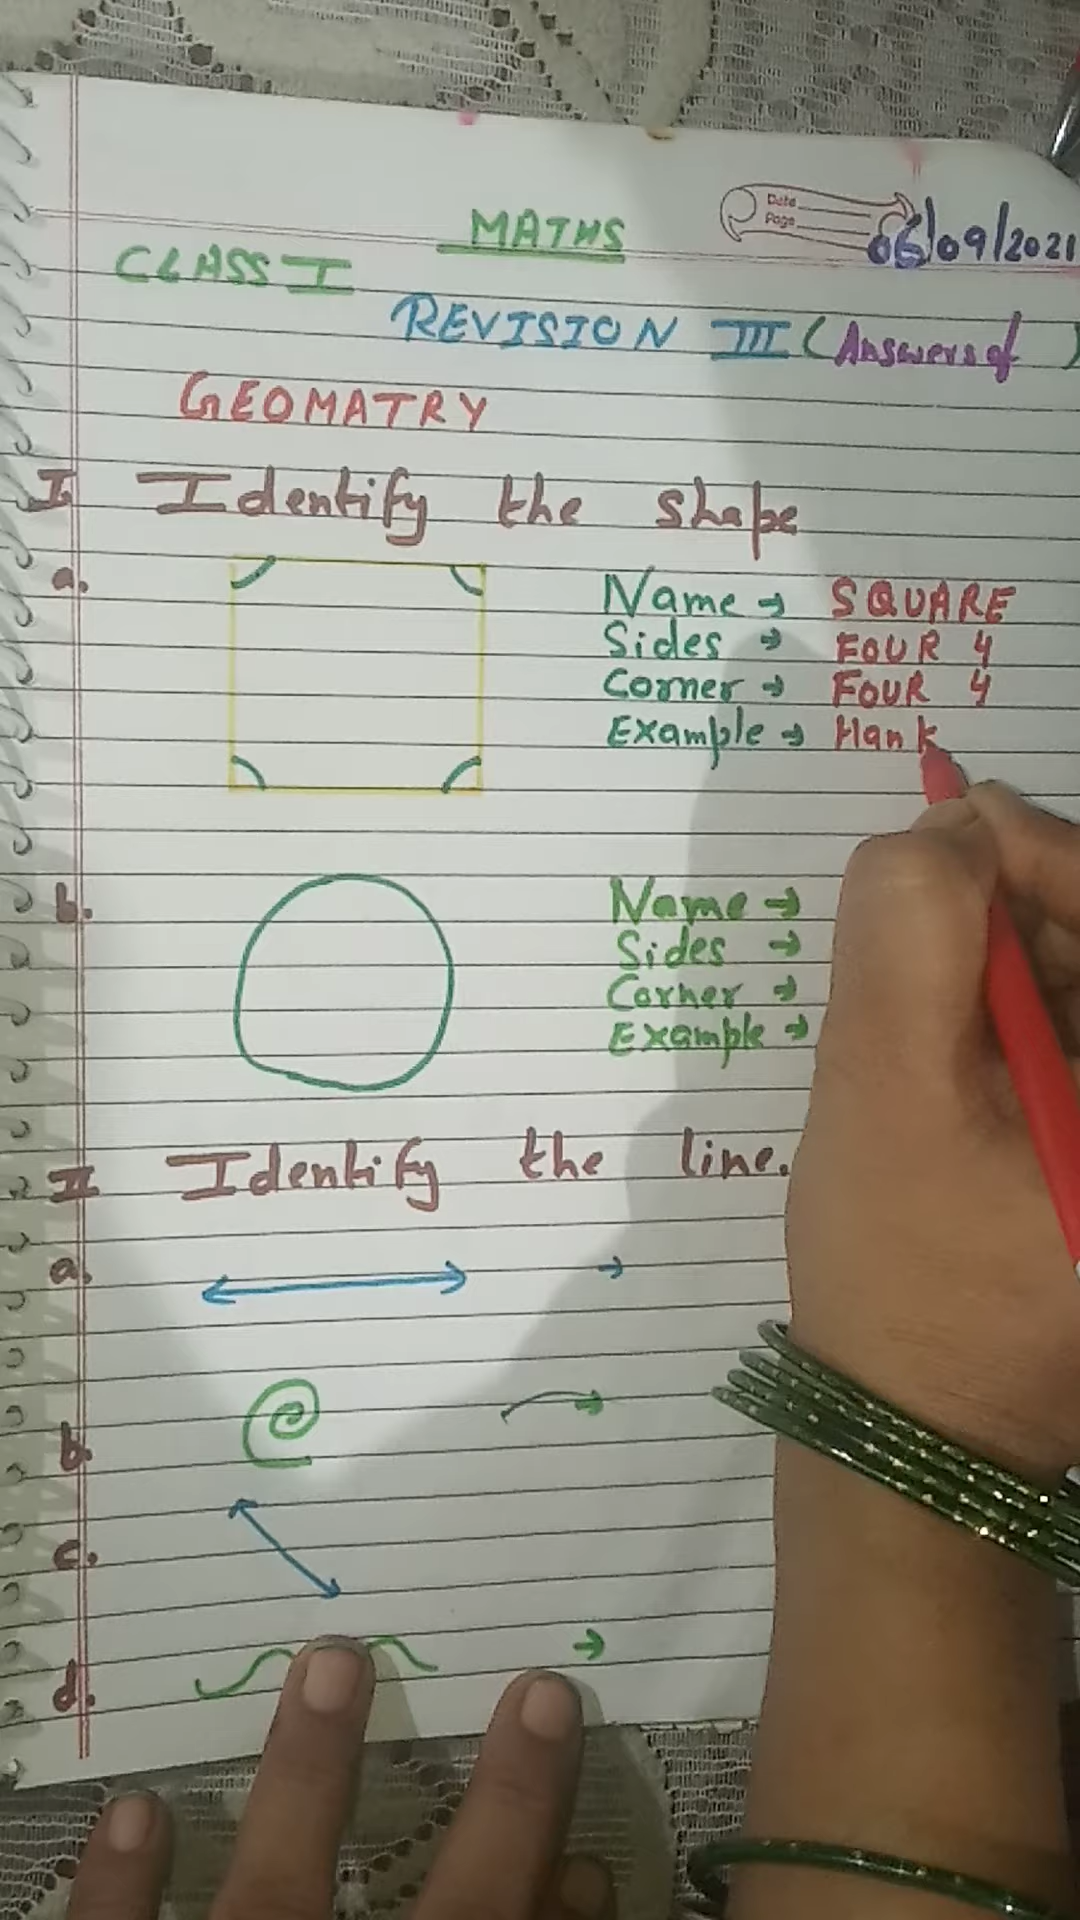 Date
Page
06/09/2021
MATHS
CLASS I
REVISION III (Answers of )
GEOMATRY
I. Identify the shape
a.
Name → SQUARE
Sides → FOUR 4
Corner → FOUR 4
Example → Hank
b.
Name →
Sides →
Corner →
Example →
II Identify the line.
a. →
b. →
c.
d. →